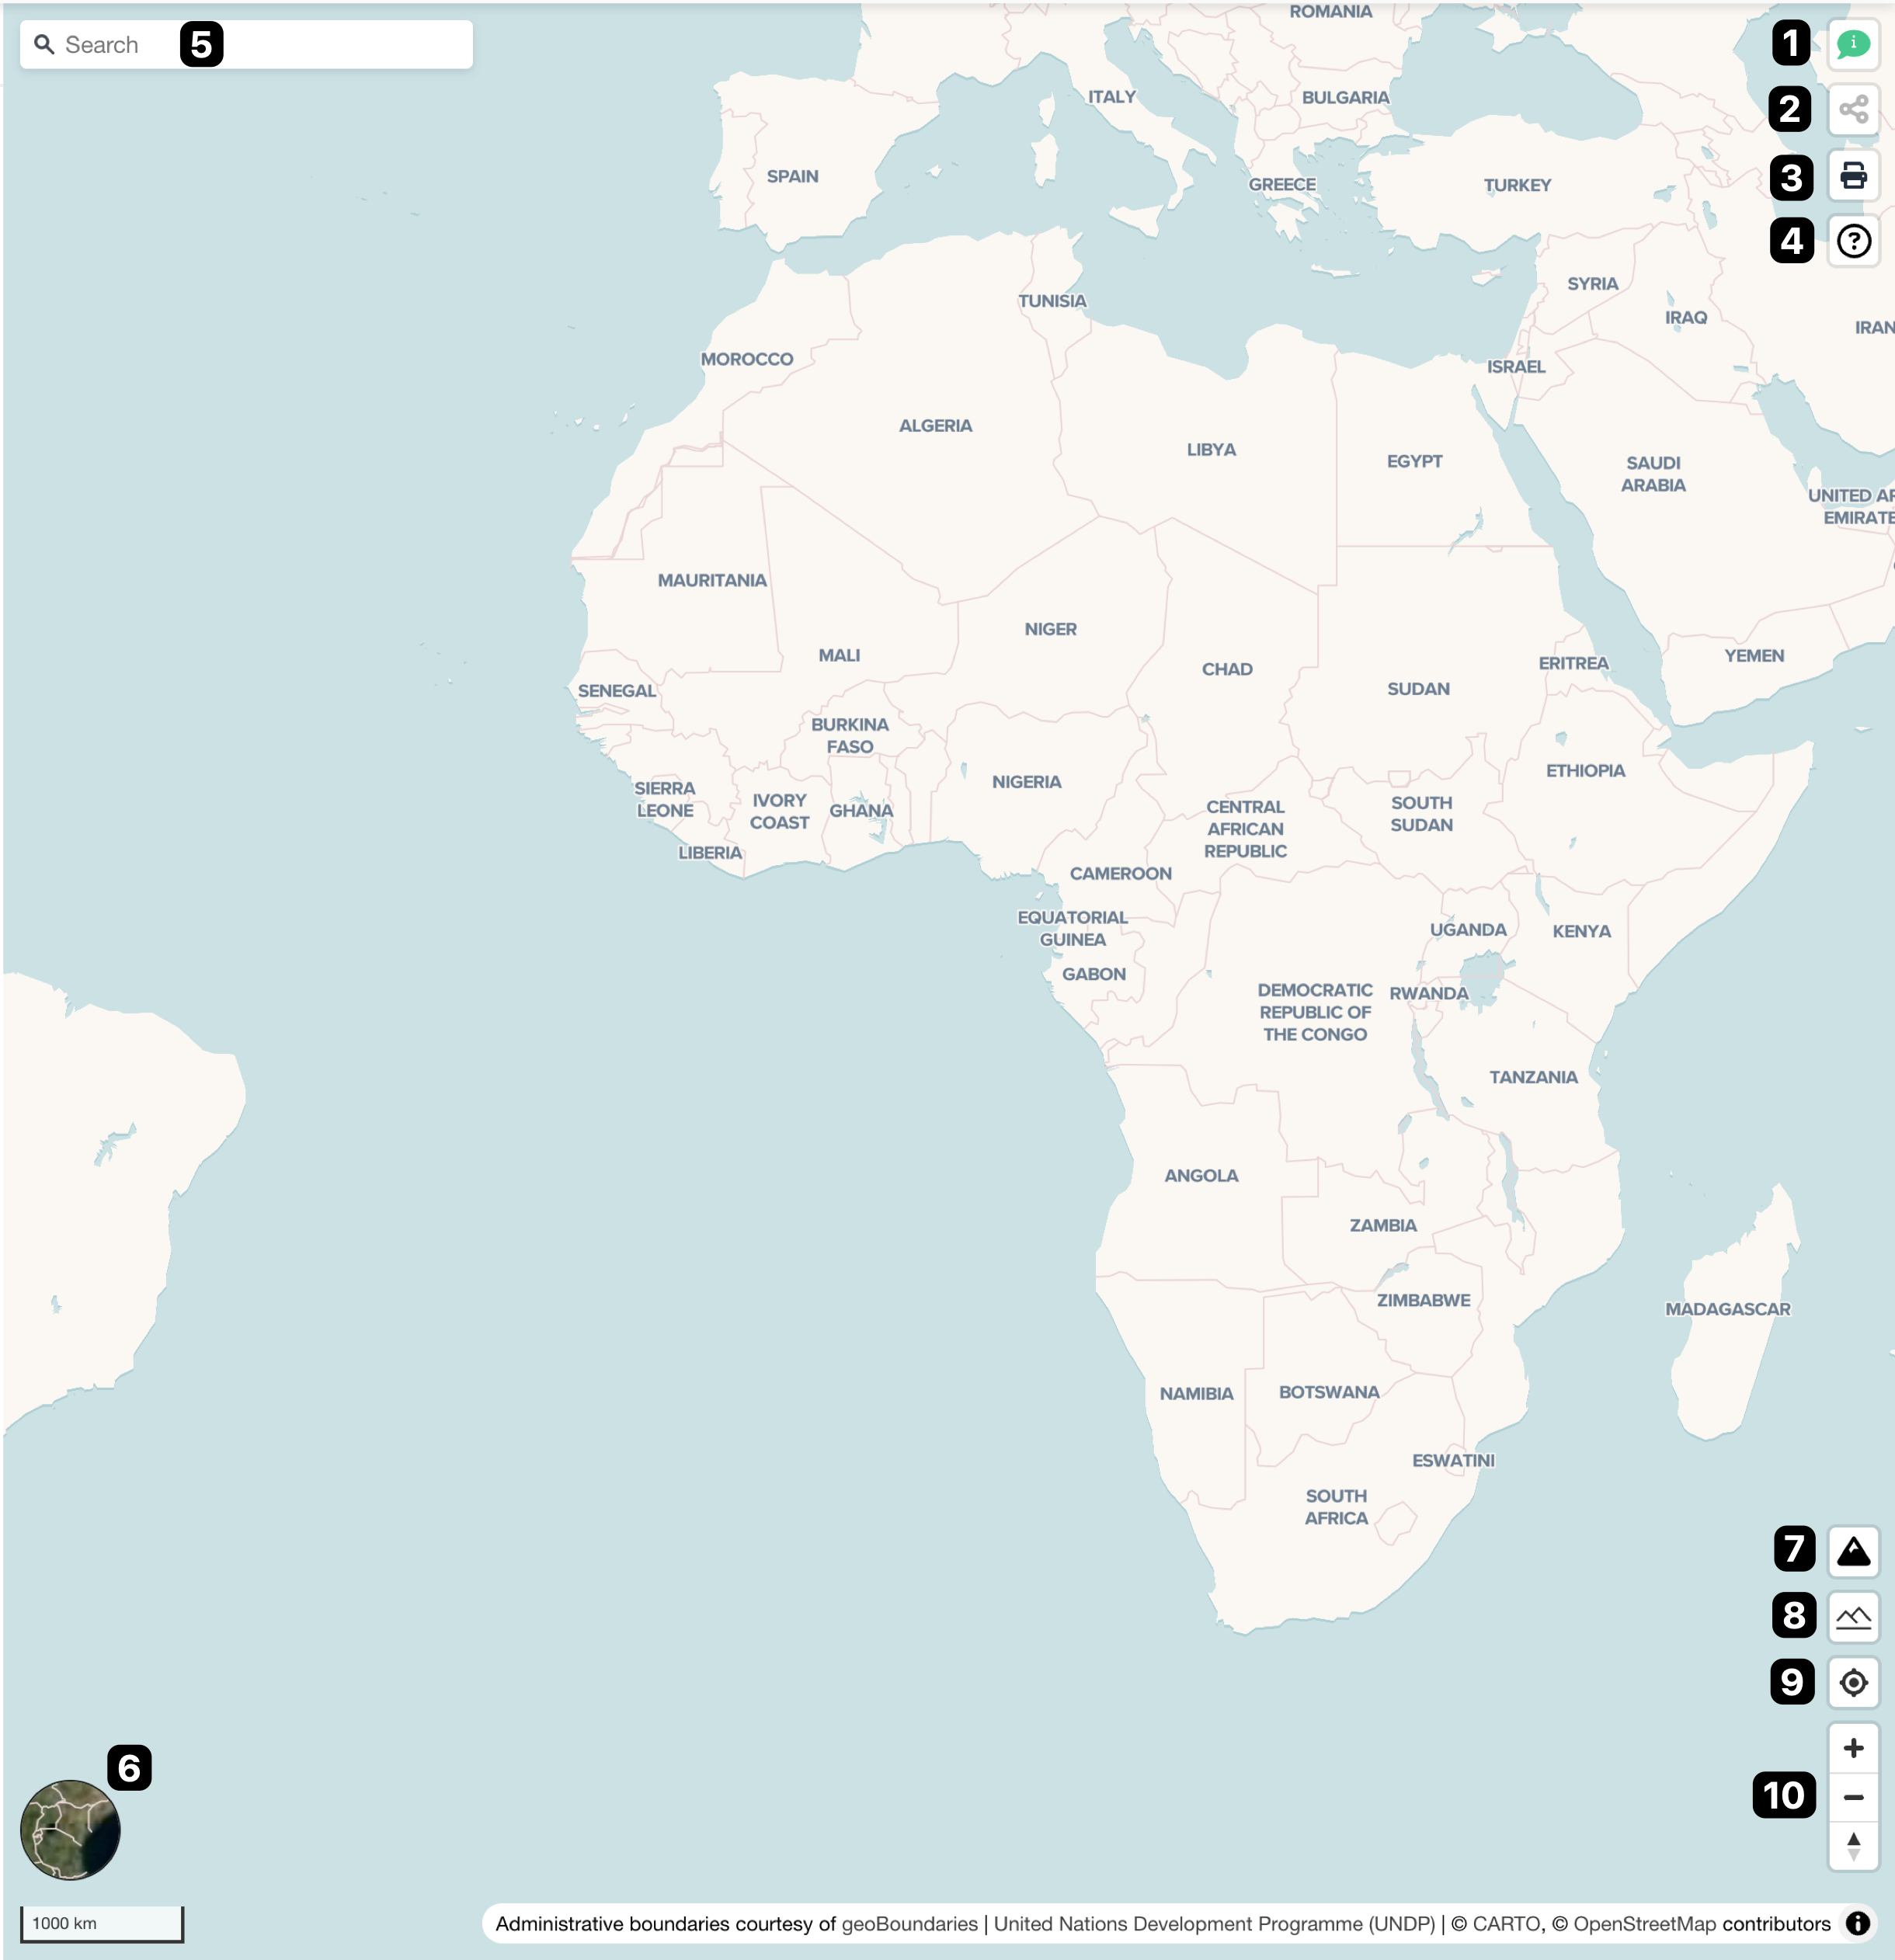 ROMANIA
1
Search
5
ITALY
BULGARIA
2
SPAIN
GREECE
TURKEY
3
4
SYRIA
TUNISIA
IRAQ
IRAN
MOROCCO
ISRAEL
ALGERIA
LIBYA
EGYPT
SAUDI
ARABIA
UNITED AR
EMIRATE
MAURITANIA
NIGER
MALI
CHAD
ERITREA
YEMEN
SENEGAL
SUDAN
BURKINA
FASO
ETHIOPIA
NIGERIA
SIERRA
LEONE
IVORY
COAST
GHANA
CENTRAL
AFRICAN
REPUBLIC
SOUTH
SUDAN
LIBERIA
CAMEROON
EQUATORIAL
GUINEA
UGANDA
KENYA
GABON
DEMOCRATIC
REPUBLIC OF
THE CONGO
RWANDA
TANZANIA
ANGOLA
ZAMBIA
ZIMBABWE
MADAGASCAR
NAMIBIA
BOTSWANA
ESWATINI
SOUTH
AFRICA
7
8
9
6
10
1000 km
Administrative boundaries courtesy of geoBoundaries | United Nations Development Programme (UNDP) | © CARTO, © OpenStreetMap contributors